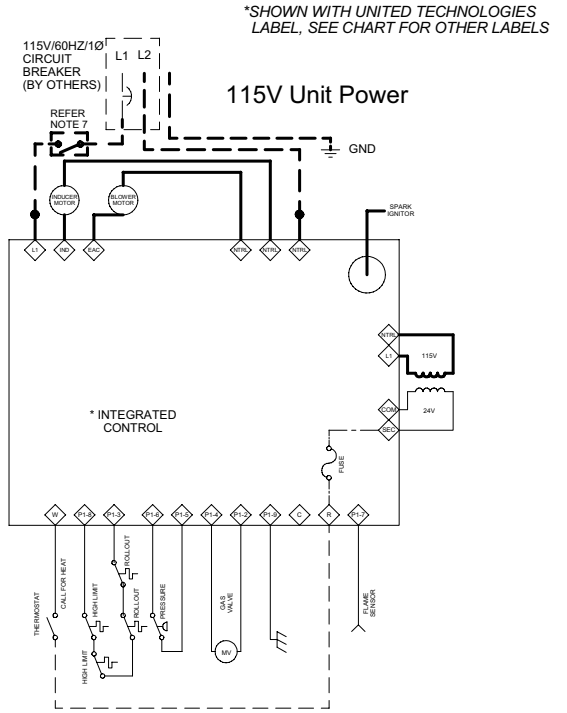 *SHOWN WITH UNITED TECHNOLOGIES
LABEL, SEE CHART FOR OTHER LABELS
115V/60HZ/1Ø
CIRCUIT
BREAKER
(BY OTHERS)
L1 L2
115V Unit Power
REFER
NOTE 7
GND
INDUCER
MOTOR
BLOWER
MOTOR
SPARK
IGNITOR
L1 IND EAC NTRL NTRL NTRL
NTRL
L1
115V
COM
24V
SEC
* INTEGRATED
CONTROL
FUSE
W P1-8 P1-3 P1-6 P1-5 P1-4 P1-2 P1-9 C R P1-7
THERMOSTAT
CALL FOR HEAT
HIGH LIMIT
HIGH LIMIT
ROLLOUT
ROLLOUT
PRESSURE
GAS
VALVE
MV
FLAME
SENSOR